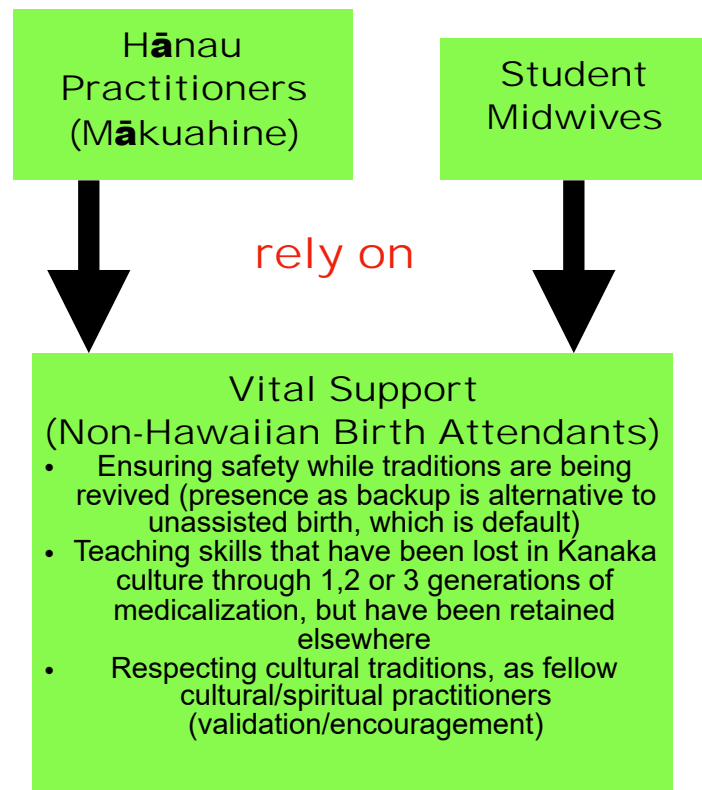 Hānau
Practitioners
(Mākuahine)
Student
Midwives
rely on
Vital Support
(Non-Hawaiian Birth Attendants)
• Ensuring safety while traditions are being
revived (presence as backup is alternative to
unassisted birth, which is default)
• Teaching skills that have been lost in Kanaka
culture through 1,2 or 3 generations of
medicalization, but have been retained
elsewhere
• Respecting cultural traditions, as fellow
cultural/spiritual practitioners
(validation/encouragement)